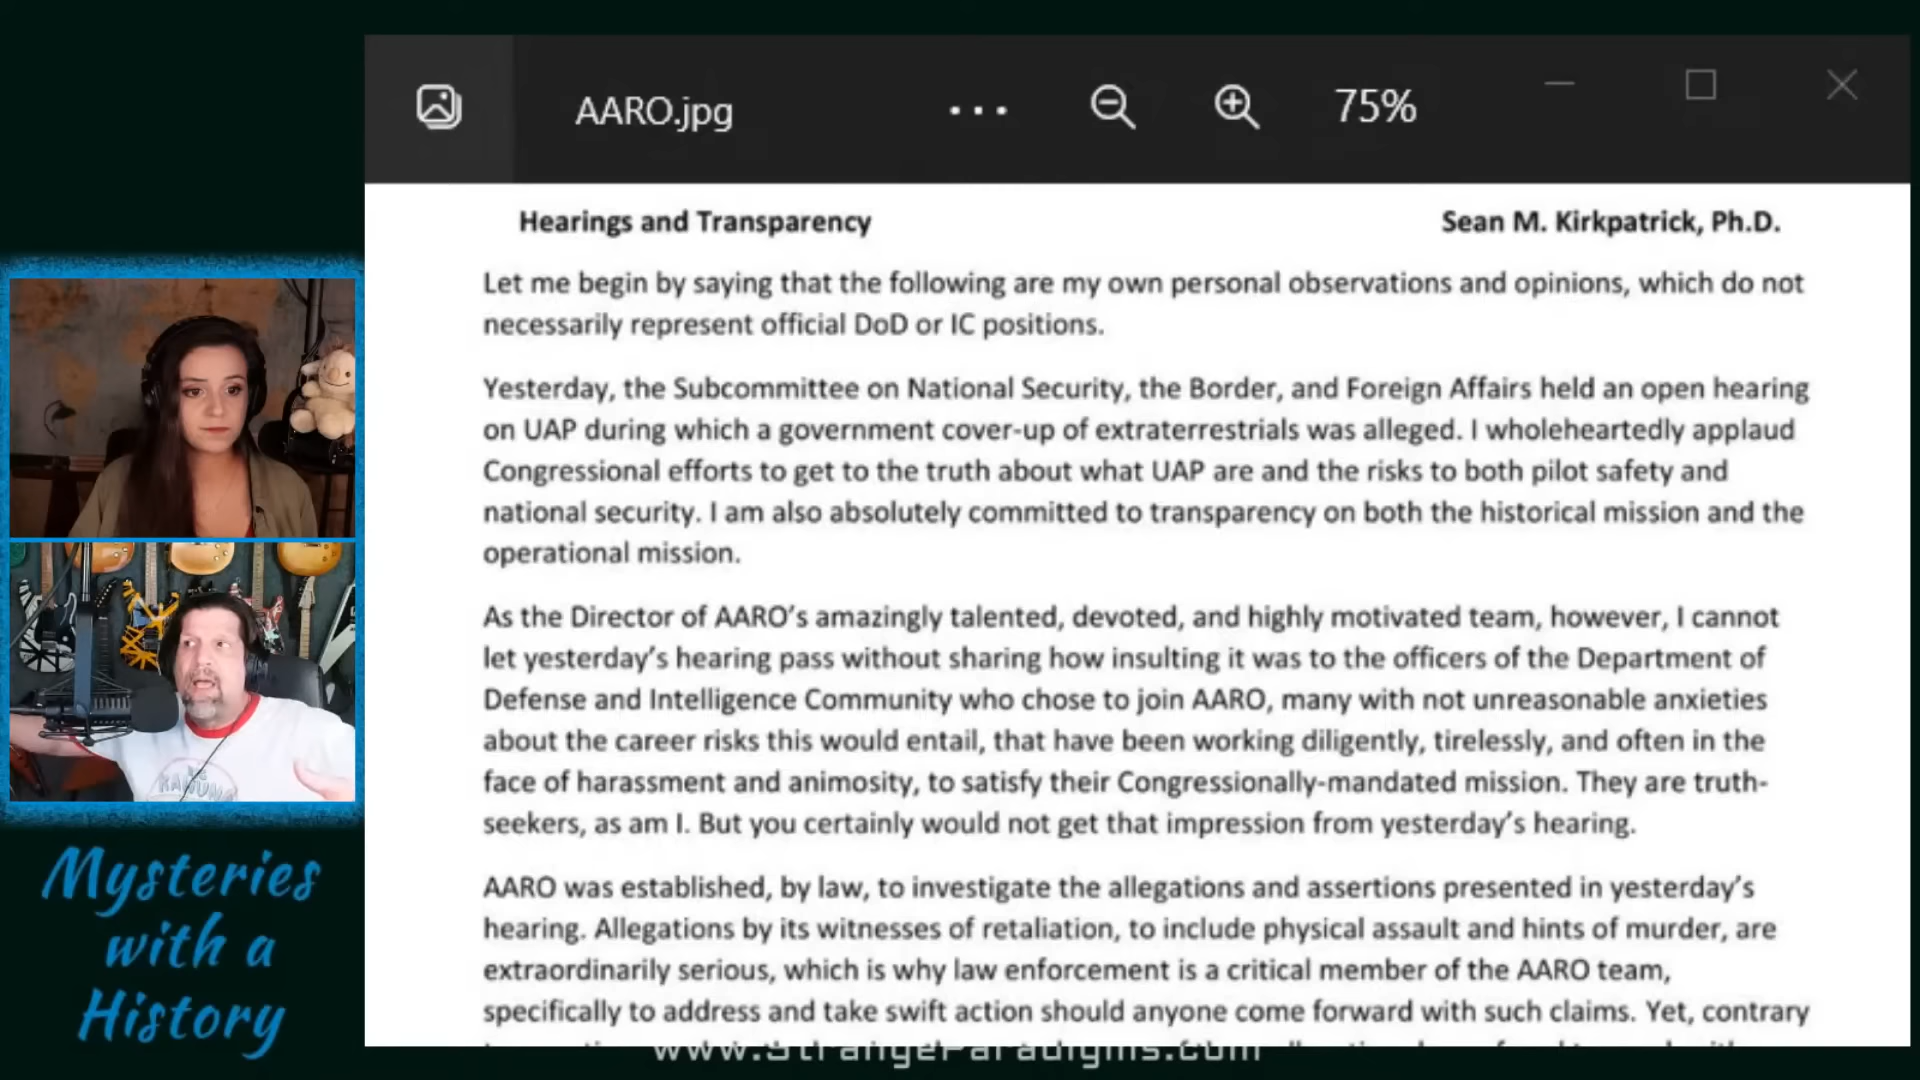 AARO.jpg
75%
Hearings and Transparency
Sean M. Kirkpatrick, Ph.D.
Let me begin by saying that the following are my own personal observations and opinions, which do not
necessarily represent official DoD or IC positions.
Yesterday, the Subcommittee on National Security, the Border, and Foreign Affairs held an open hearing
on UAP during which a government cover-up of extraterrestrials was alleged. I wholeheartedly applaud
Congressional efforts to get to the truth about what UAP are and the risks to both pilot safety and
national security. I am also absolutely committed to transparency on both the historical mission and the
operational mission.
As the Director of AARO's amazingly talented, devoted, and highly motivated team, however, I cannot
let yesterday's hearing pass without sharing how insulting it was to the officers of the Department of
Defense and Intelligence Community who chose to join AARO, many with not unreasonable anxieties
about the career risks this would entail, that have been working diligently, tirelessly, and often in the
face of harassment and animosity, to satisfy their Congressionally-mandated mission. They are truth-
seekers, as am I. But you certainly would not get that impression from yesterday's hearing.
AARO was established, by law, to investigate the allegations and assertions presented in yesterday's
hearing. Allegations by its witnesses of retaliation, to include physical assault and hints of murder, are
extraordinarily serious, which is why law enforcement is a critical member of the AARO team,
specifically to address and take swift action should anyone come forward with such claims. Yet, contrary
www.StrangeParadigms.com
Mysteries
with a
History